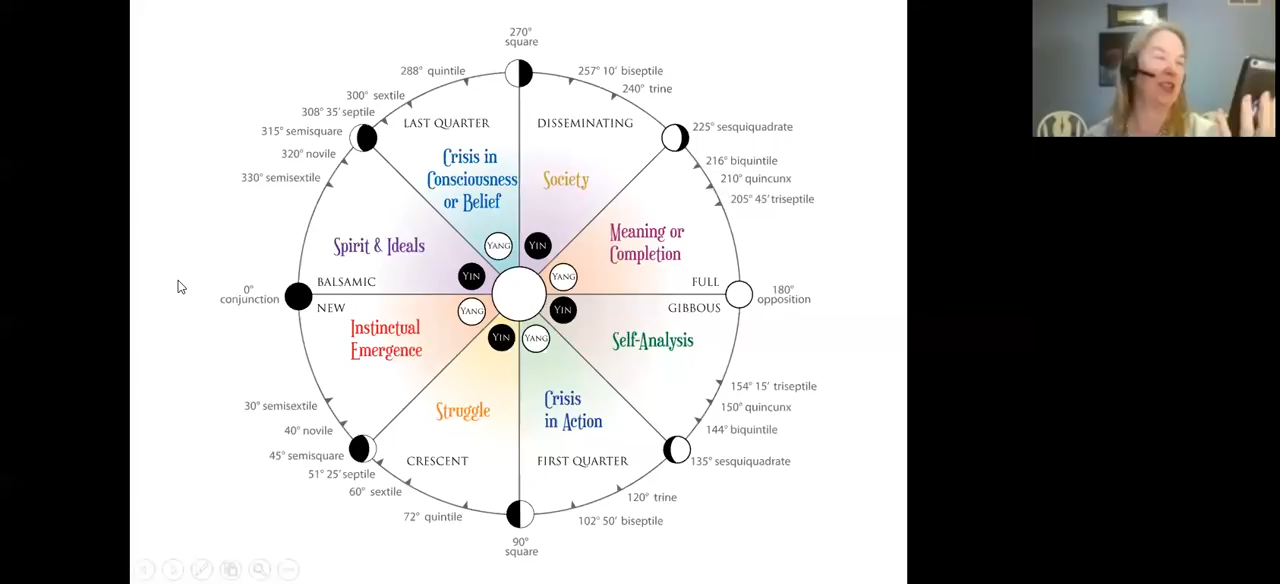 270°
square
288° quintile
257° 10′ biseptile
300° sextile
240° trine
308° 35′ septile
LAST QUARTER
DISSEMINATING
315° semisquare
225° sesquiquadrate
320° novile
216° biquintile
330° semisextile
210° quincunx
205° 45′ triseptile
Crisis in
Consciousness
or Belief
Society
Spirit & Ideals
Meaning or
Completion
YANG
YIN
YIN
YANG
BALSAMIC
FULL
0°
conjunction
180°
opposition
NEW
GIBBOUS
YANG
YIN
YIN
YANG
Instinctual
Emergence
Self-Analysis
Struggle
Crisis
in Action
30° semisextile
154° 15′ triseptile
40° novile
150° quincunx
144° biquintile
45° semisquare
CRESCENT
FIRST QUARTER
135° sesquiquadrate
51° 25′ septile
60° sextile
120° trine
72° quintile
102° 50′ biseptile
90°
square